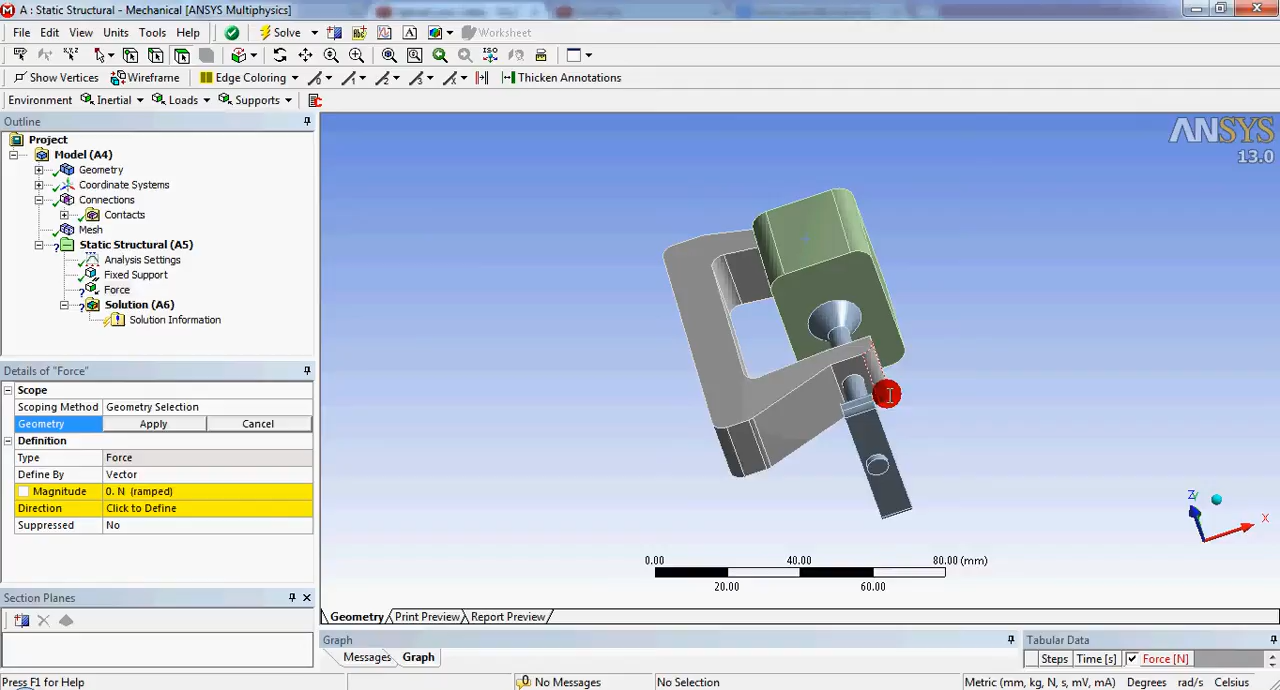 A : Static Structural - Mechanical [ANSYS Multiphysics]
File Edit View Units Tools Help Solve Worksheet
Show Vertices Wireframe Edge Coloring Thicken Annotations
Environment Inertial Loads Supports
Outline
Project
Model (A4)
Geometry
Coordinate Systems
Connections
Contacts
Mesh
Static Structural (A5)
Analysis Settings
Fixed Support
Force
Solution (A6)
Solution Information
Details of "Force"
Scope
Scoping Method Geometry Selection
Geometry Apply Cancel
Definition
Type Force
Define By Vector
Magnitude 0. N (ramped)
Direction Click to Define
Suppressed No
Section Planes
ANSYS
13.0
Z
Y
X
0.00 40.00 80.00 (mm)
20.00 60.00
Geometry Print Preview Report Preview
Graph
Messages Graph
Tabular Data
Steps Time [s] Force [N]
Press F1 for Help No Messages No Selection Metric (mm, kg, N, s, mV, mA) Degrees rad/s Celsius